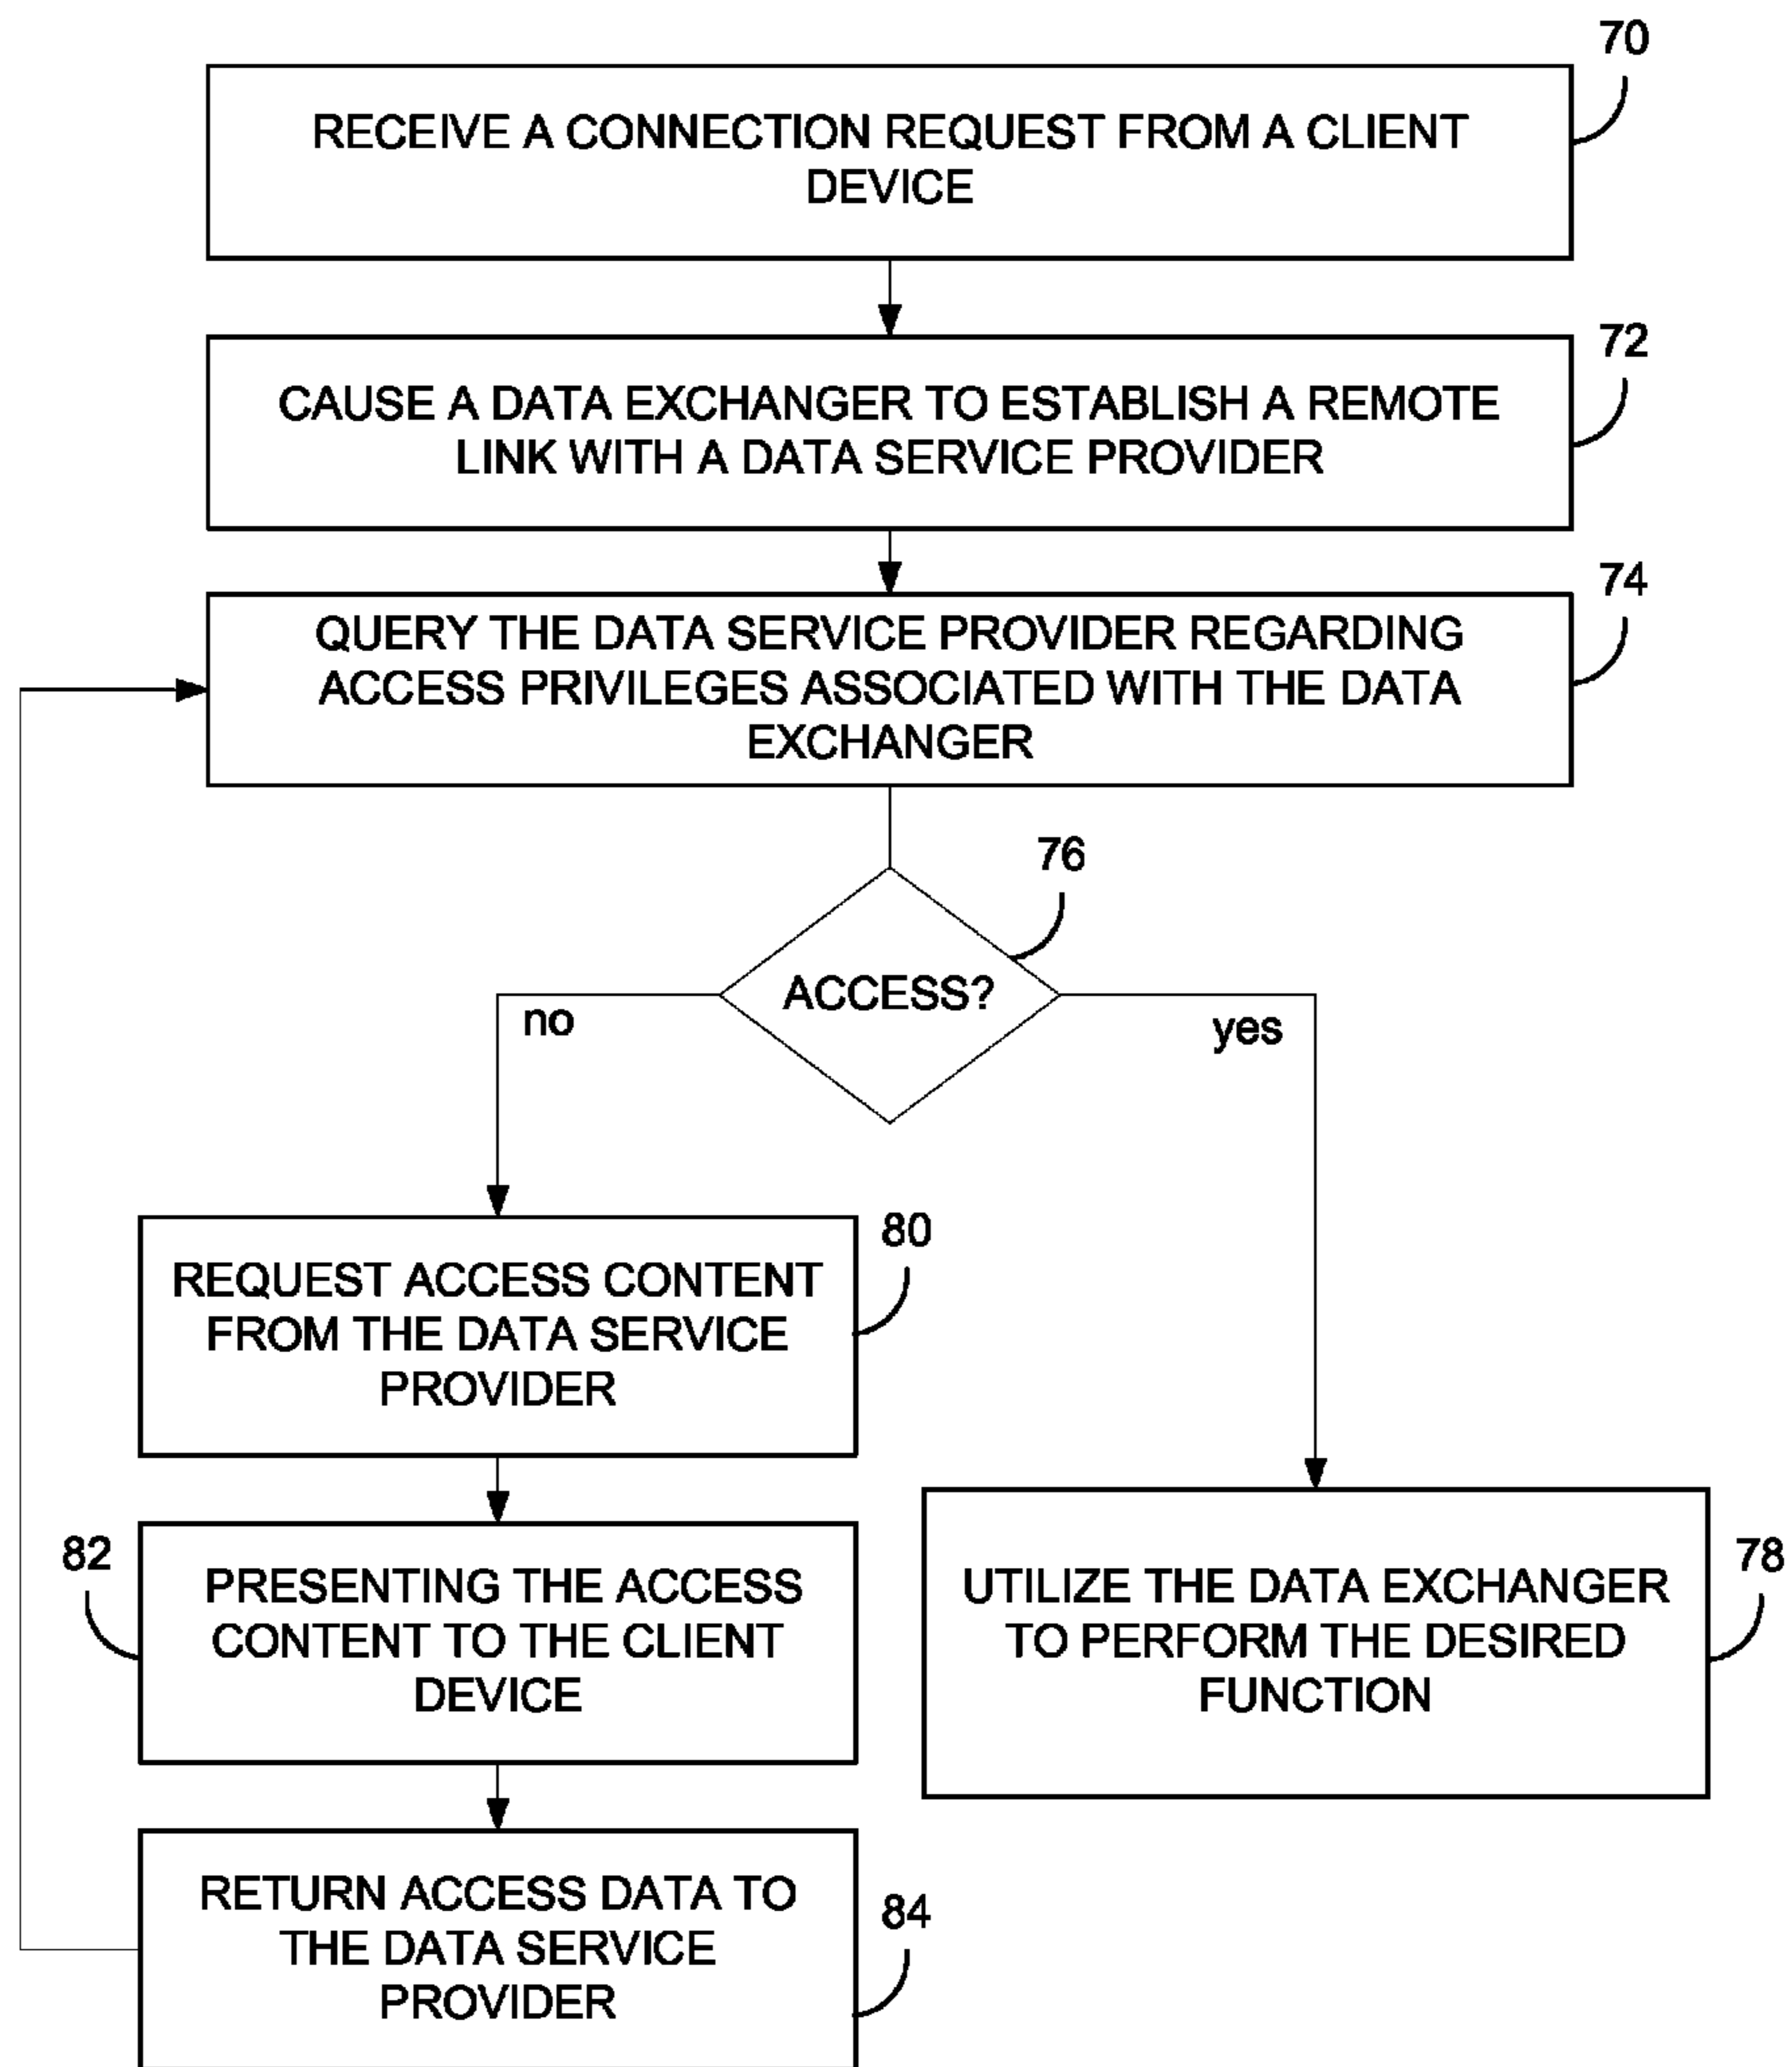 70
RECEIVE A CONNECTION REQUEST FROM A CLIENT
DEVICE
72
CAUSE A DATA EXCHANGER TO ESTABLISH A REMOTE
LINK WITH A DATA SERVICE PROVIDER
74
QUERY THE DATA SERVICE PROVIDER REGARDING
ACCESS PRIVILEGES ASSOCIATED WITH THE DATA
EXCHANGER
76
ACCESS?
no
yes
80
REQUEST ACCESS CONTENT
FROM THE DATA SERVICE
PROVIDER
82
PRESENTING THE ACCESS
CONTENT TO THE CLIENT
DEVICE
78
UTILIZE THE DATA EXCHANGER
TO PERFORM THE DESIRED
FUNCTION
84
RETURN ACCESS DATA TO
THE DATA SERVICE
PROVIDER